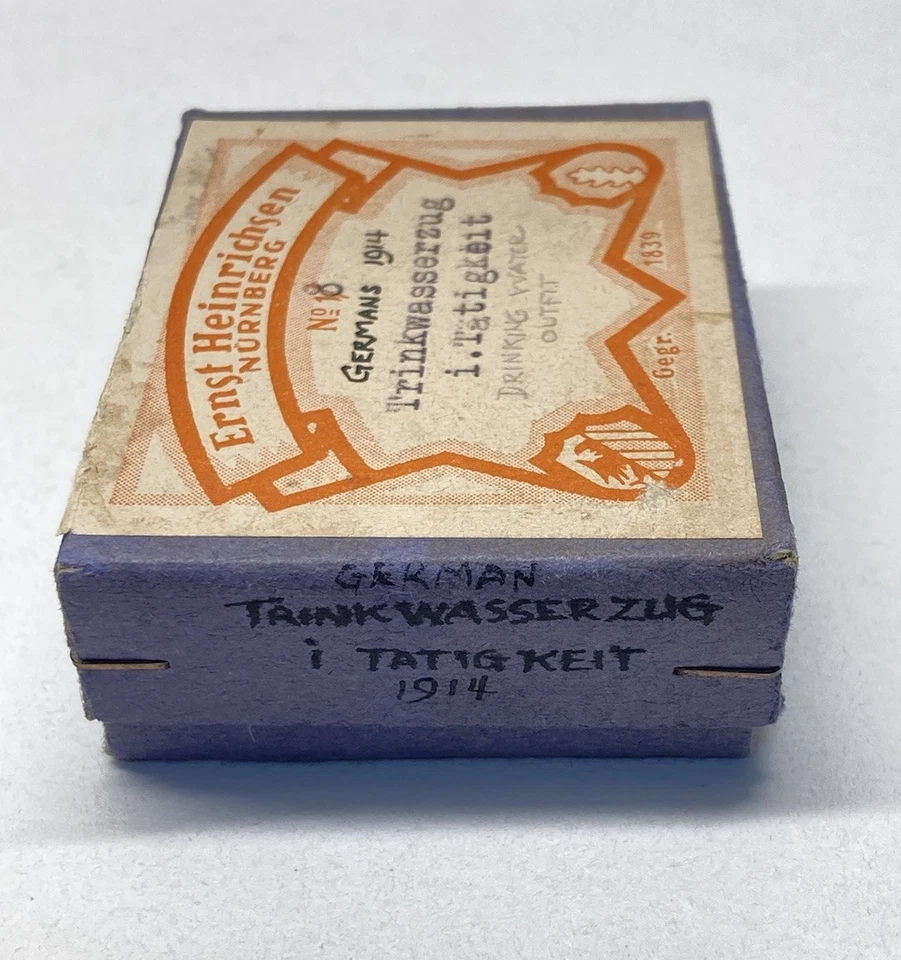 Ernst Heinrichsen
NÜRNBERG
No 18
GERMANS 1914
Trinkwasserzug
i.Tätigkeit
DRINKING WATER
OUTFIT
Gegr. 1839
GERMAN
TRINKWASSERZUG
i TATIGKEIT
1914